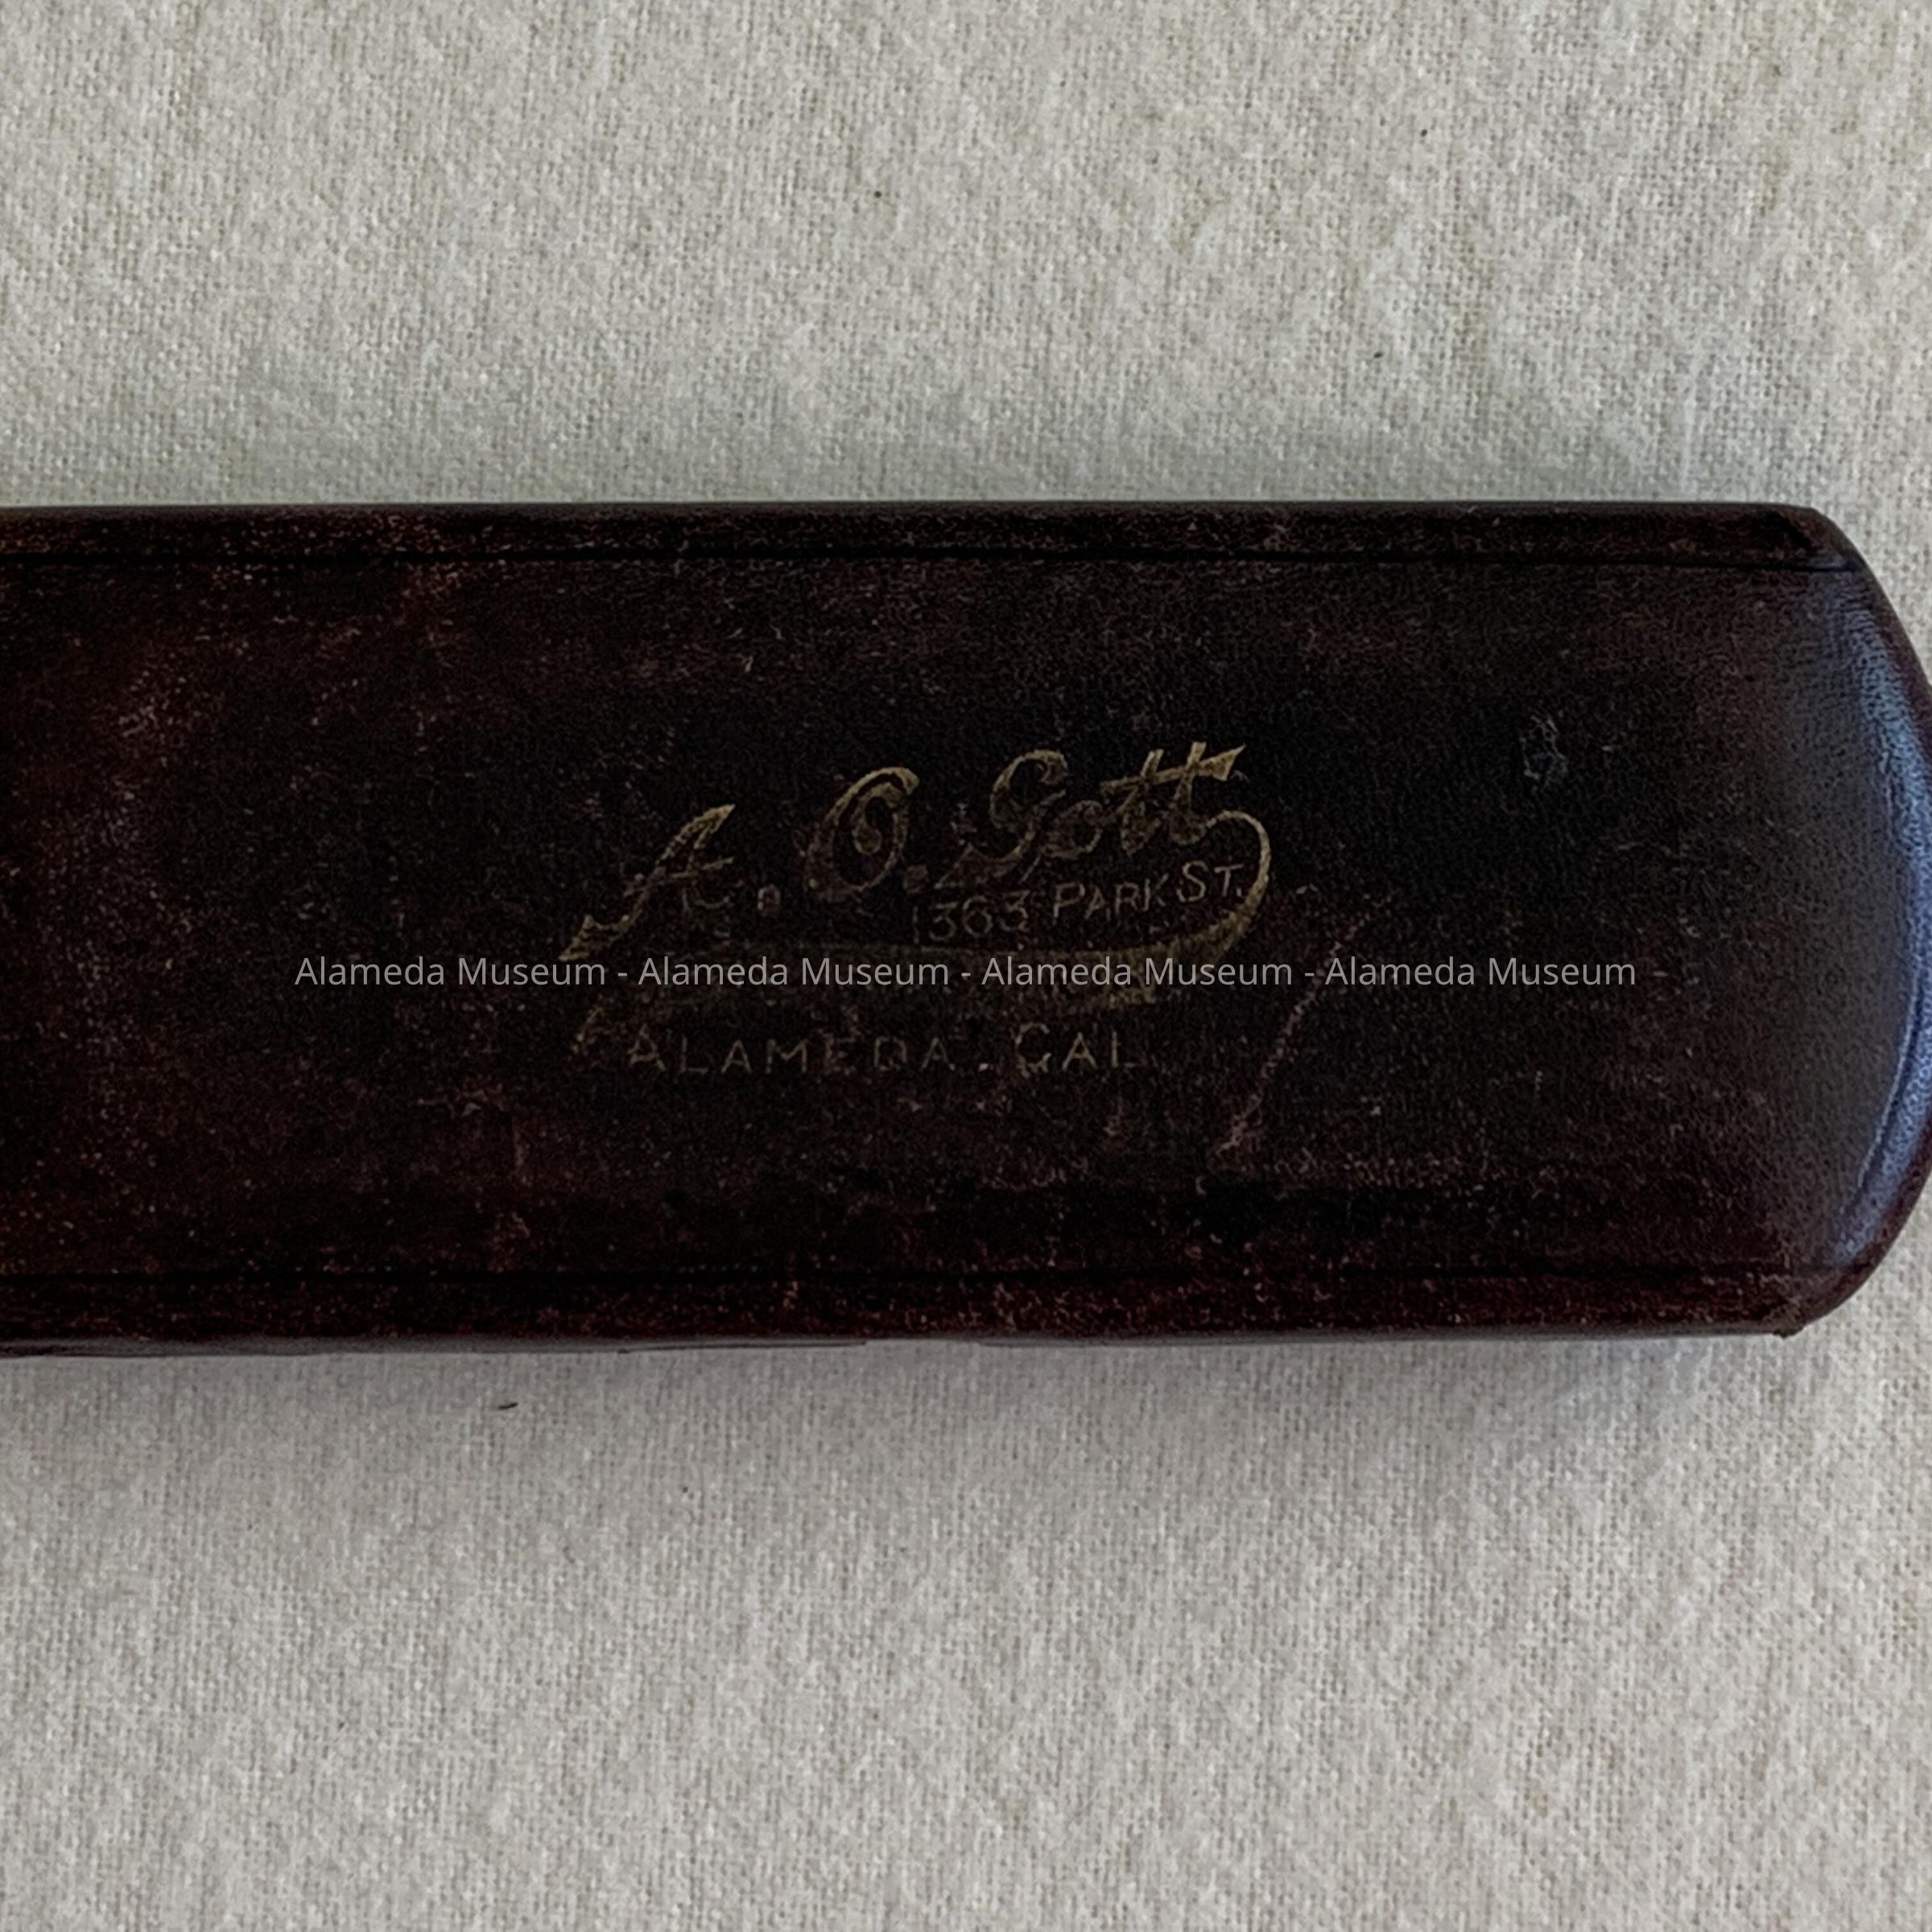 A. O. Gott
1363 PARK ST.
Alameda Museum - Alameda Museum - Alameda Museum - Alameda Museum
ALAMEDA. CAL.